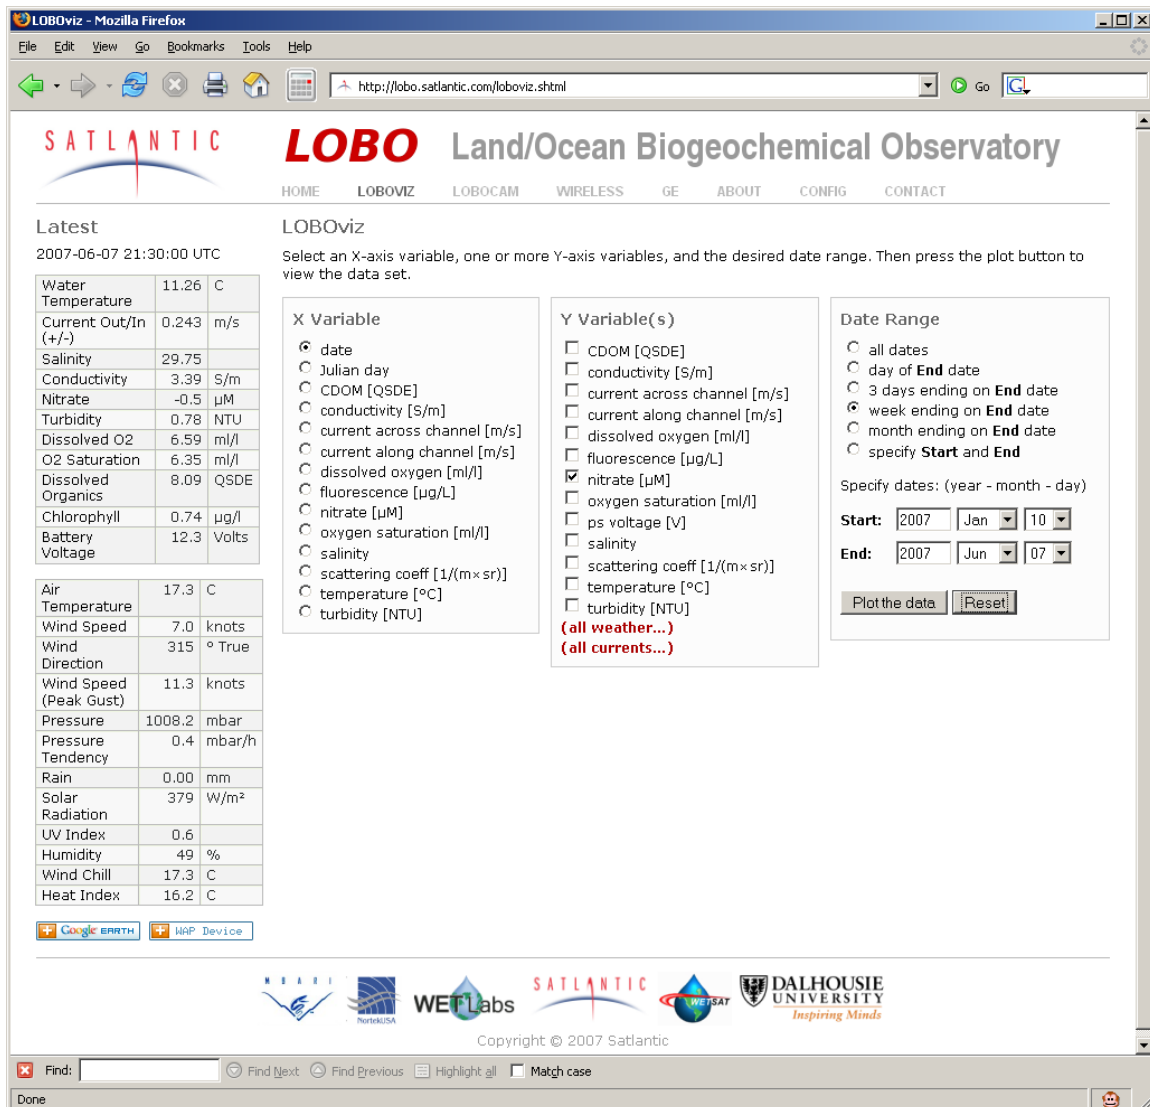 LOBOviz - Mozilla Firefox
File Edit View Go Bookmarks Tools Help
http://lobo.satlantic.com/loboviz.shtml Go G
SATLANTIC
LOBO Land/Ocean Biogeochemical Observatory
HOME LOBOVIZ LOBOCAM WIRELESS GE ABOUT CONFIG CONTACT
Latest
2007-06-07 21:30:00 UTC
Water Temperature 11.26 C
Current Out/In (+/-) 0.243 m/s
Salinity 29.75
Conductivity 3.39 S/m
Nitrate -0.5 µM
Turbidity 0.78 NTU
Dissolved O2 6.59 ml/l
O2 Saturation 6.35 ml/l
Dissolved Organics 8.09 QSDE
Chlorophyll 0.74 µg/l
Battery Voltage 12.3 Volts
Air Temperature 17.3 C
Wind Speed 7.0 knots
Wind Direction 315 º True
Wind Speed (Peak Gust) 11.3 knots
Pressure 1008.2 mbar
Pressure Tendency 0.4 mbar/h
Rain 0.00 mm
Solar Radiation 379 W/m²
UV Index 0.6
Humidity 49 %
Wind Chill 17.3 C
Heat Index 16.2 C
Google EARTH WAP Device
LOBOviz
Select an X-axis variable, one or more Y-axis variables, and the desired date range. Then press the plot button to
view the data set.
X Variable
date
Julian day
CDOM [QSDE]
conductivity [S/m]
current across channel [m/s]
current along channel [m/s]
dissolved oxygen [ml/l]
fluorescence [µg/L]
nitrate [µM]
oxygen saturation [ml/l]
salinity
scattering coeff [1/(m×sr)]
temperature [ºC]
turbidity [NTU]
Y Variable(s)
CDOM [QSDE]
conductivity [S/m]
current across channel [m/s]
current along channel [m/s]
dissolved oxygen [ml/l]
fluorescence [µg/L]
nitrate [µM]
oxygen saturation [ml/l]
ps voltage [V]
salinity
scattering coeff [1/(m×sr)]
temperature [ºC]
turbidity [NTU]
(all weather...)
(all currents...)
Date Range
all dates
day of End date
3 days ending on End date
week ending on End date
month ending on End date
specify Start and End
Specify dates: (year - month - day)
Start: 2007 Jan 10
End: 2007 Jun 07
Plot the data Reset
MBARI
NortekUSA
WET Labs
SATLANTIC
WETSAT
DALHOUSIE
UNIVERSITY
Inspiring Minds
Copyright © 2007 Satlantic
Find: Find Next Find Previous Highlight all Match case
Done